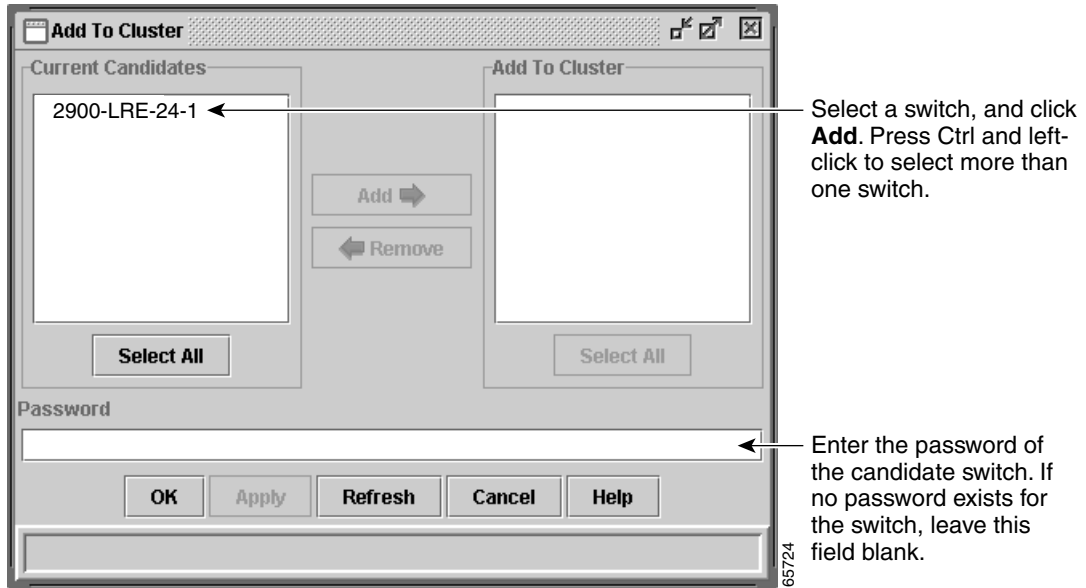 Add To Cluster
Current Candidates
Add To Cluster
2900-LRE-24-1
Select a switch, and click
Add. Press Ctrl and left-
click to select more than
one switch.
Add
Remove
Select All
Select All
Password
Enter the password of
the candidate switch. If
no password exists for
the switch, leave this
field blank.
OK
Apply
Refresh
Cancel
Help
65724